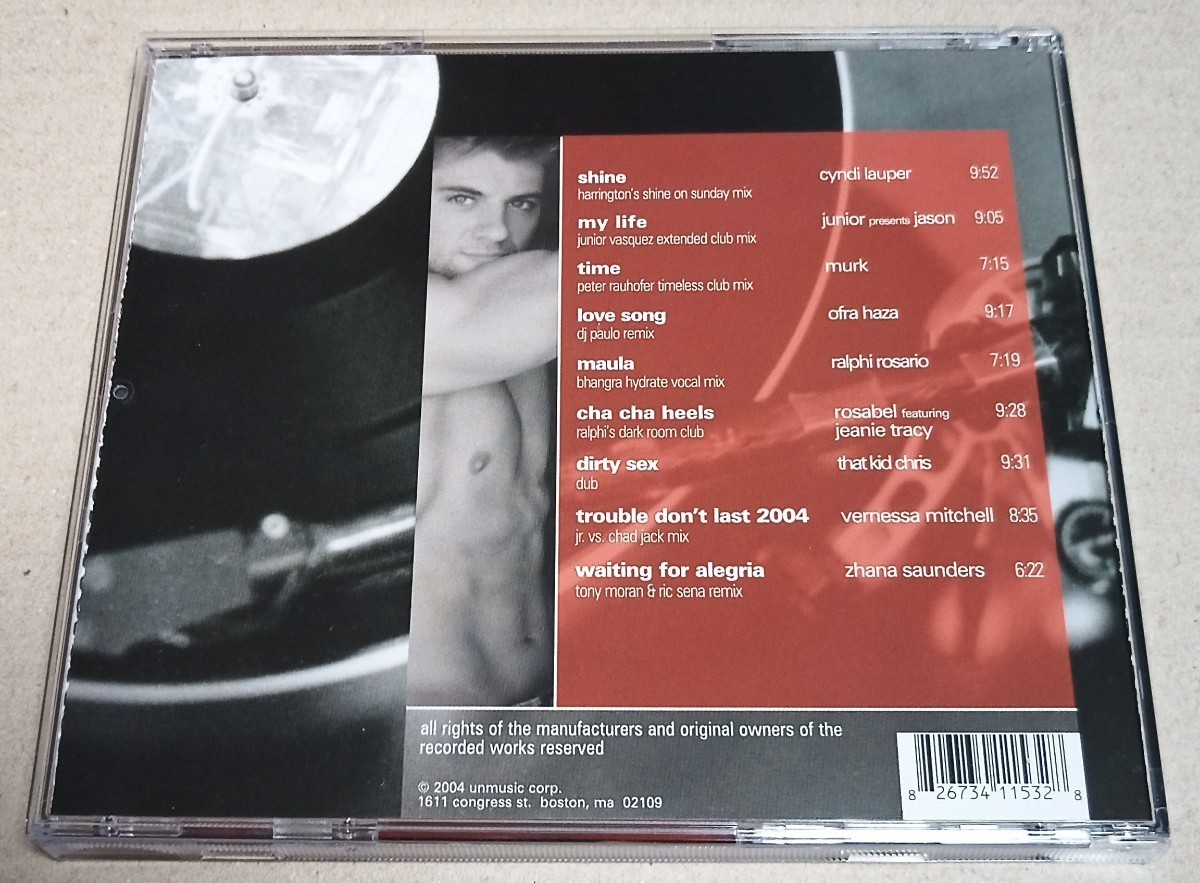 shine cyndi lauper 9:52
harrington's shine on sunday mix
my life junior presents jason 9:05
junior vasquez extended club mix
time murk 7:15
peter rauhofer timeless club mix
love song ofra haza 9:17
dj paulo remix
maula ralphi rosario 7:19
bhangra hydrate vocal mix
cha cha heels rosabel featuring 9:28
ralphi's dark room club jeanie tracy
dirty sex that kid chris 9:31
dub
trouble don't last 2004 vernessa mitchell 8:35
jr. vs. chad jack mix
waiting for alegria zhana saunders 6:22
tony moran & ric sena remix
all rights of the manufacturers and original owners of the
recorded works reserved
© 2004 unmusic corp.
1611 congress st. boston, ma 02109
8 26734 11532 8